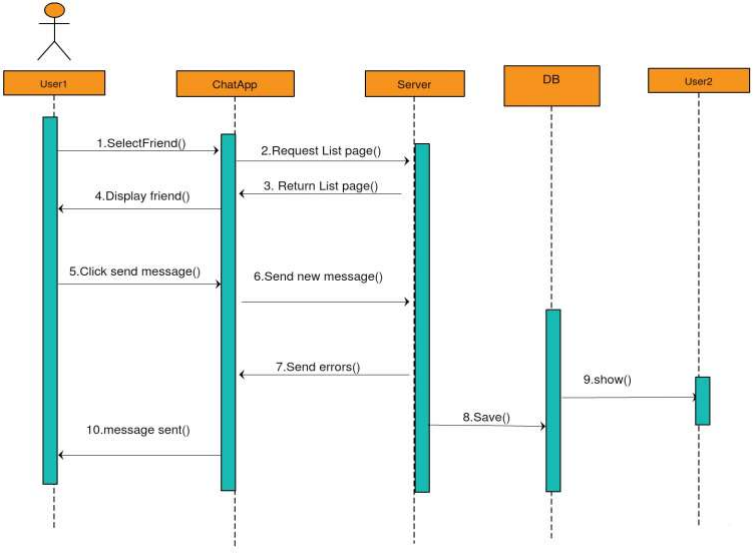 User1
ChatApp
Server
DB
User2
1.SelectFriend()
2.Request List page()
3. Return List page()
4.Display friend()
5.Click send message()
6.Send new message()
7.Send errors()
9.show()
8.Save()
10.message sent()